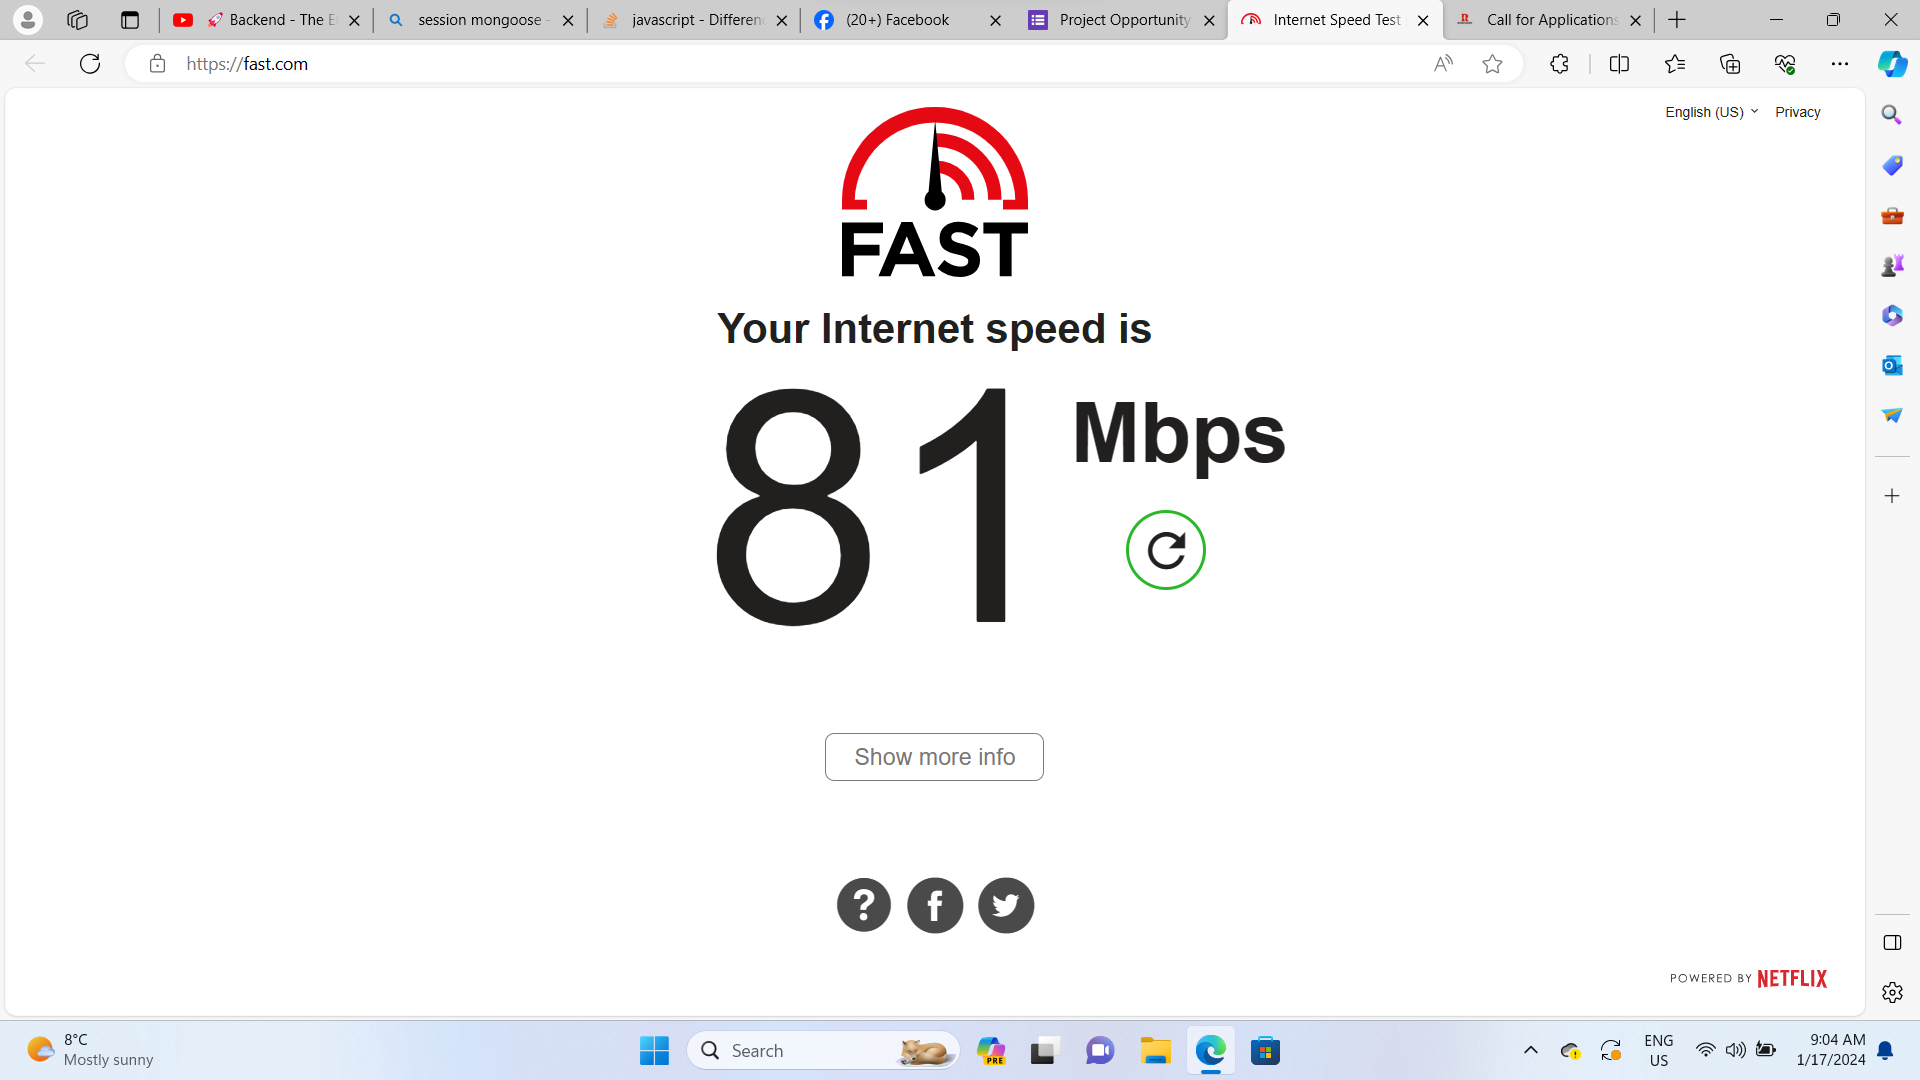 🚀 Backend - The E
session mongoose -
javascript - Differenc
(20+) Facebook
Project Opportunity
Internet Speed Test
Call for Applications
https://fast.com
English (US)
Privacy
FAST
Your Internet speed is
81 Mbps
Show more info
POWERED BY NETFLIX
8°C
Mostly sunny
Search
PRE
ENG
US
9:04 AM
1/17/2024